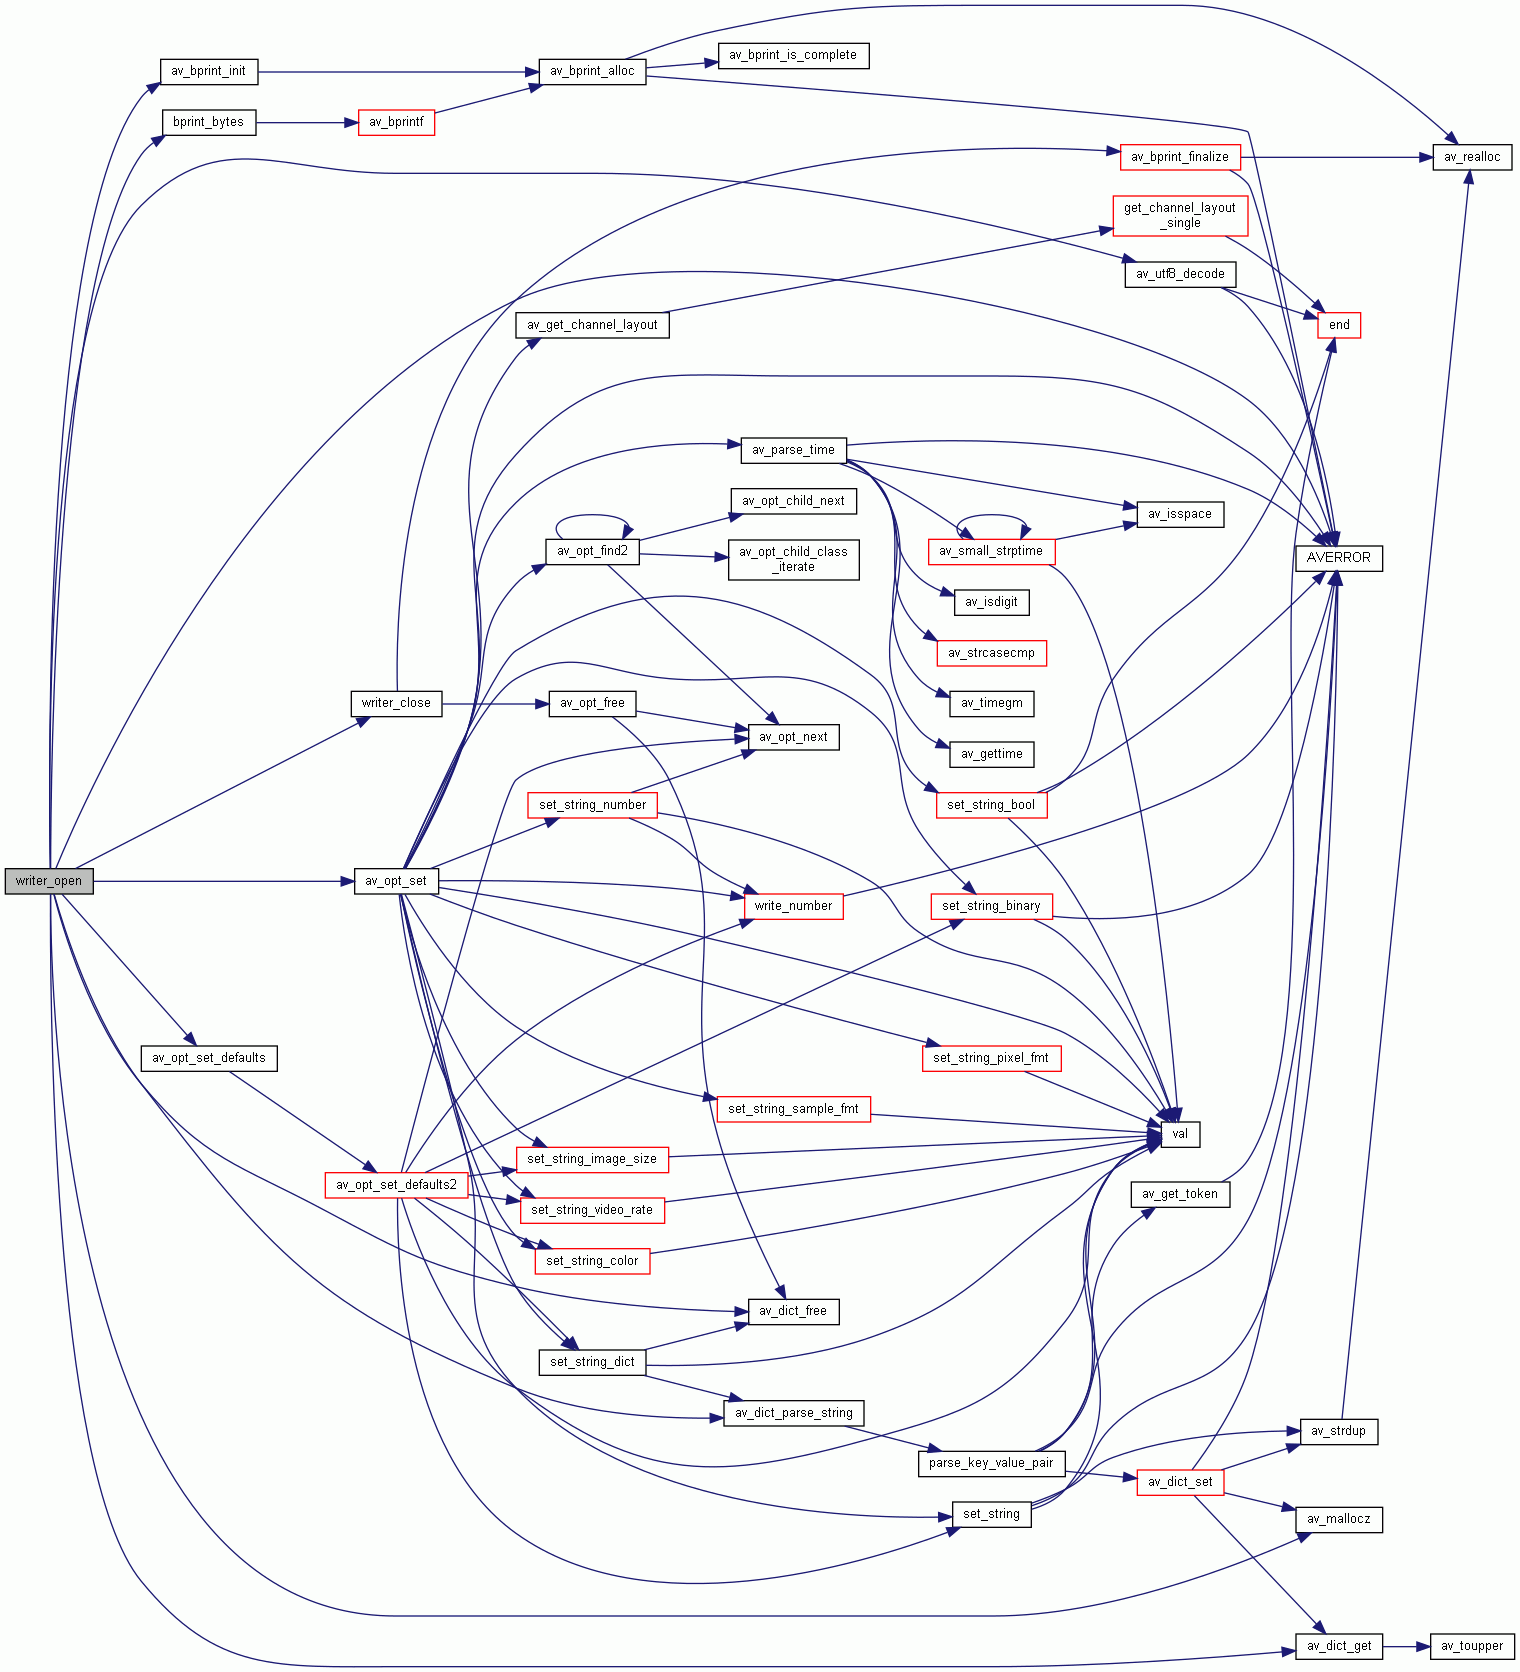 av_bprint_is_complete
av_bprint_init
av_bprint_alloc
bprint_bytes
av_bprintf
av_bprint_finalize
av_realloc
get_channel_layout
_single
av_utf8_decode
av_get_channel_layout
end
av_parse_time
av_opt_child_next
av_isspace
av_opt_find2
av_opt_child_class
_iterate
av_small_strptime
AVERROR
av_isdigit
av_strcasecmp
writer_close
av_opt_free
av_timegm
av_opt_next
av_gettime
set_string_number
set_string_bool
writer_open
av_opt_set
write_number
set_string_binary
av_opt_set_defaults
set_string_pixel_fmt
set_string_sample_fmt
val
set_string_image_size
av_opt_set_defaults2
av_get_token
set_string_video_rate
set_string_color
av_dict_free
set_string_dict
av_dict_parse_string
av_strdup
parse_key_value_pair
av_dict_set
set_string
av_mallocz
av_dict_get
av_toupper